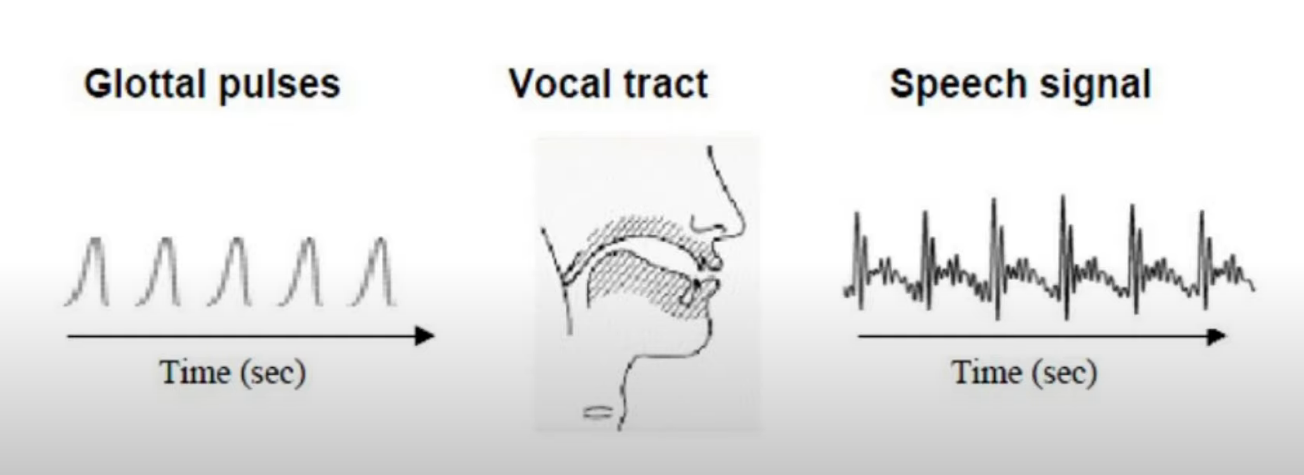 Glottal pulses
Vocal tract
Speech signal
Time (sec)
Time (sec)